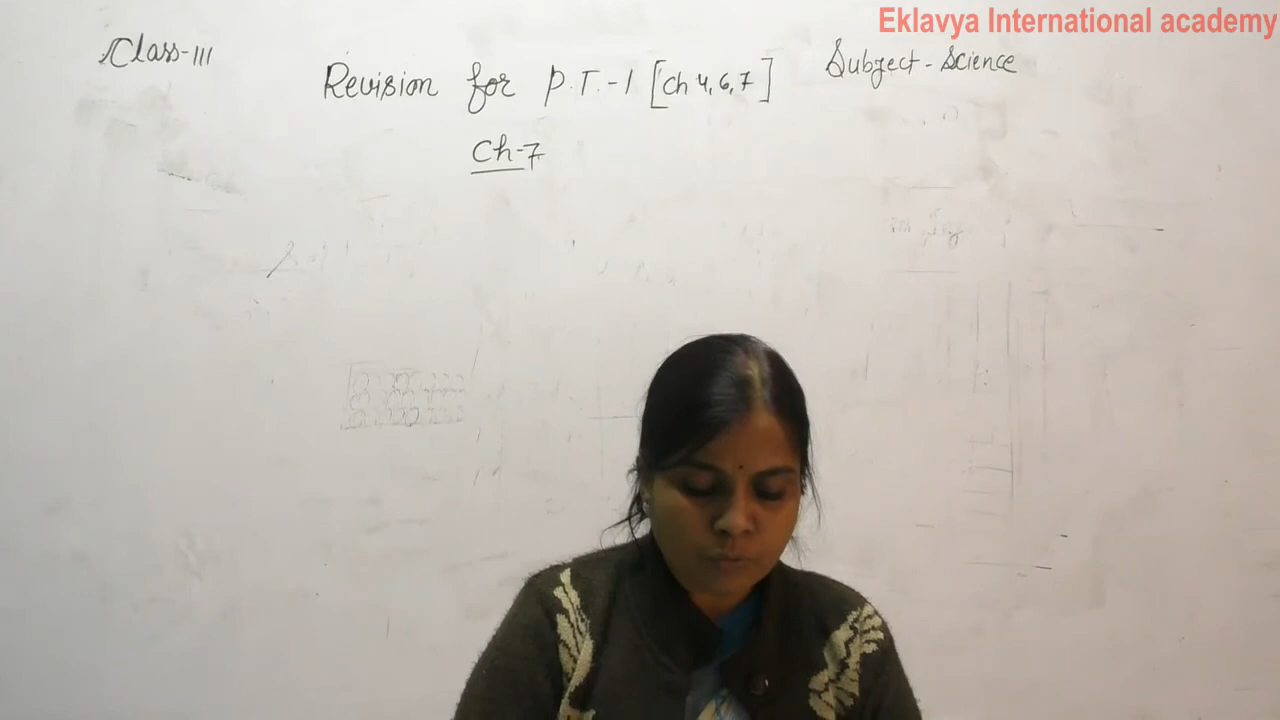 Eklavya International academy
Class-III
Subject - Science
Revision for P.T.-1 [Ch 4, 6, 7]
Ch-7